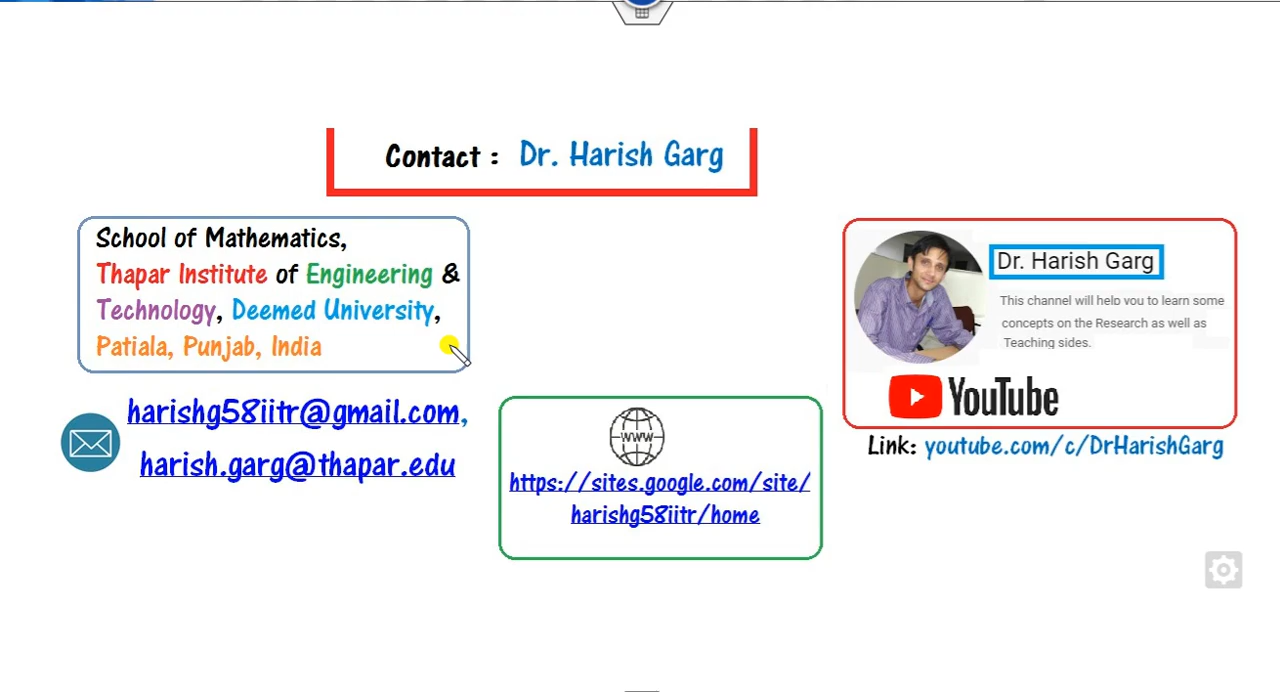 Contact : Dr. Harish Garg
School of Mathematics,
Thapar Institute of Engineering &
Technology, Deemed University,
Patiala, Punjab, India
harishg58iitr@gmail.com,
harish.garg@thapar.edu
www
https://sites.google.com/site/
harishg58iitr/home
Dr. Harish Garg
This channel will help you to learn some
concepts on the Research as well as
Teaching sides.
YouTube
Link: youtube.com/c/DrHarishGarg